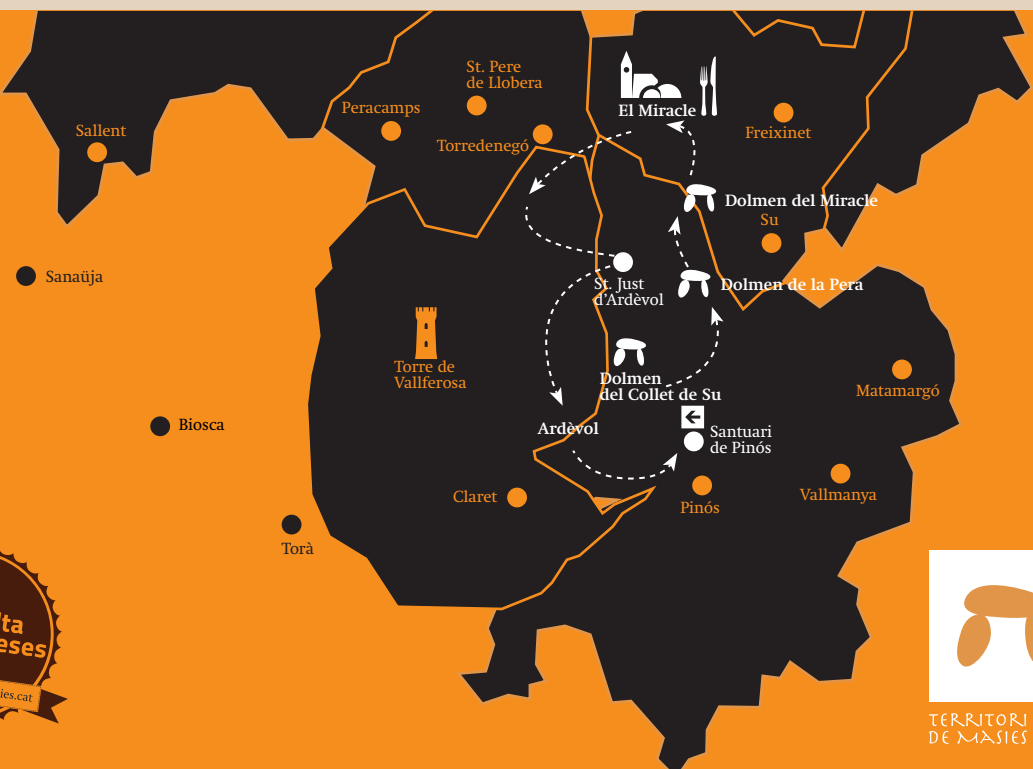 St. Pere
de Llobera
Peracamps
El Miracle
Sallent
Torredenegó
Freixinet
Dolmen del Miracle
Su
Sanaüja
St. Just
d'Ardèvol
Dolmen de la Pera
Torre de
Vallferosa
Dolmen
del Collet de Su
Matamargó
Biosca
Ardèvol
Santuari
de Pinós
Claret
Pinós
Vallmanya
Torà
ta
eses
ies.cat
TERRITORI
DE MASIES